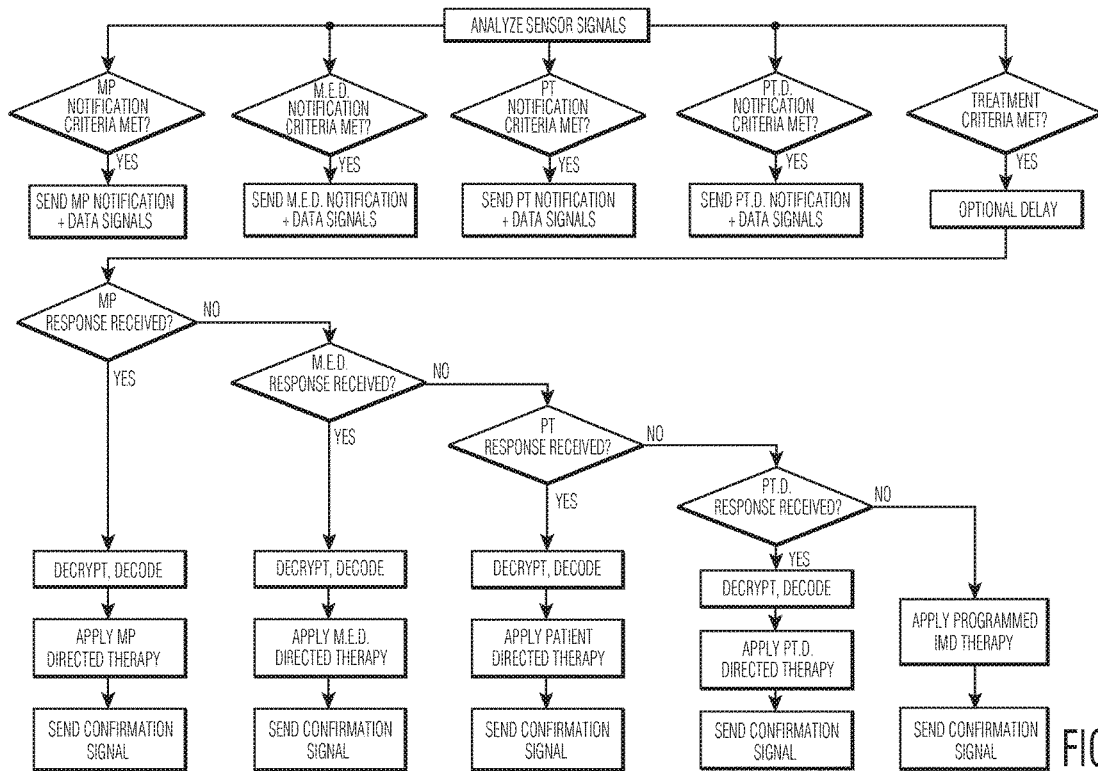 ANALYZE SENSOR SIGNALS
MP
NOTIFICATION
CRITERIA MET?
M.E.D.
NOTIFICATION
CRITERIA MET?
PT
NOTIFICATION
CRITERIA MET?
PT.D.
NOTIFICATION
CRITERIA MET?
TREATMENT
CRITERIA MET?
YES
YES
YES
YES
YES
SEND MP NOTIFICATION
+ DATA SIGNALS
SEND M.E.D. NOTIFICATION
+ DATA SIGNALS
SEND PT NOTIFICATION
+ DATA SIGNALS
SEND PT.D. NOTIFICATION
+ DATA SIGNALS
OPTIONAL DELAY
MP
RESPONSE RECEIVED?
NO
YES
M.E.D.
RESPONSE RECEIVED?
NO
YES
PT
RESPONSE RECEIVED?
NO
YES
PT.D.
RESPONSE RECEIVED?
NO
YES
DECRYPT, DECODE
DECRYPT, DECODE
DECRYPT, DECODE
DECRYPT, DECODE
APPLY MP
DIRECTED THERAPY
APPLY M.E.D.
DIRECTED THERAPY
APPLY PATIENT
DIRECTED THERAPY
APPLY PT.D.
DIRECTED THERAPY
APPLY PROGRAMMED
IMD THERAPY
SEND CONFIRMATION
SIGNAL
SEND CONFIRMATION
SIGNAL
SEND CONFIRMATION
SIGNAL
SEND CONFIRMATION
SIGNAL
SEND CONFIRMATION
SIGNAL